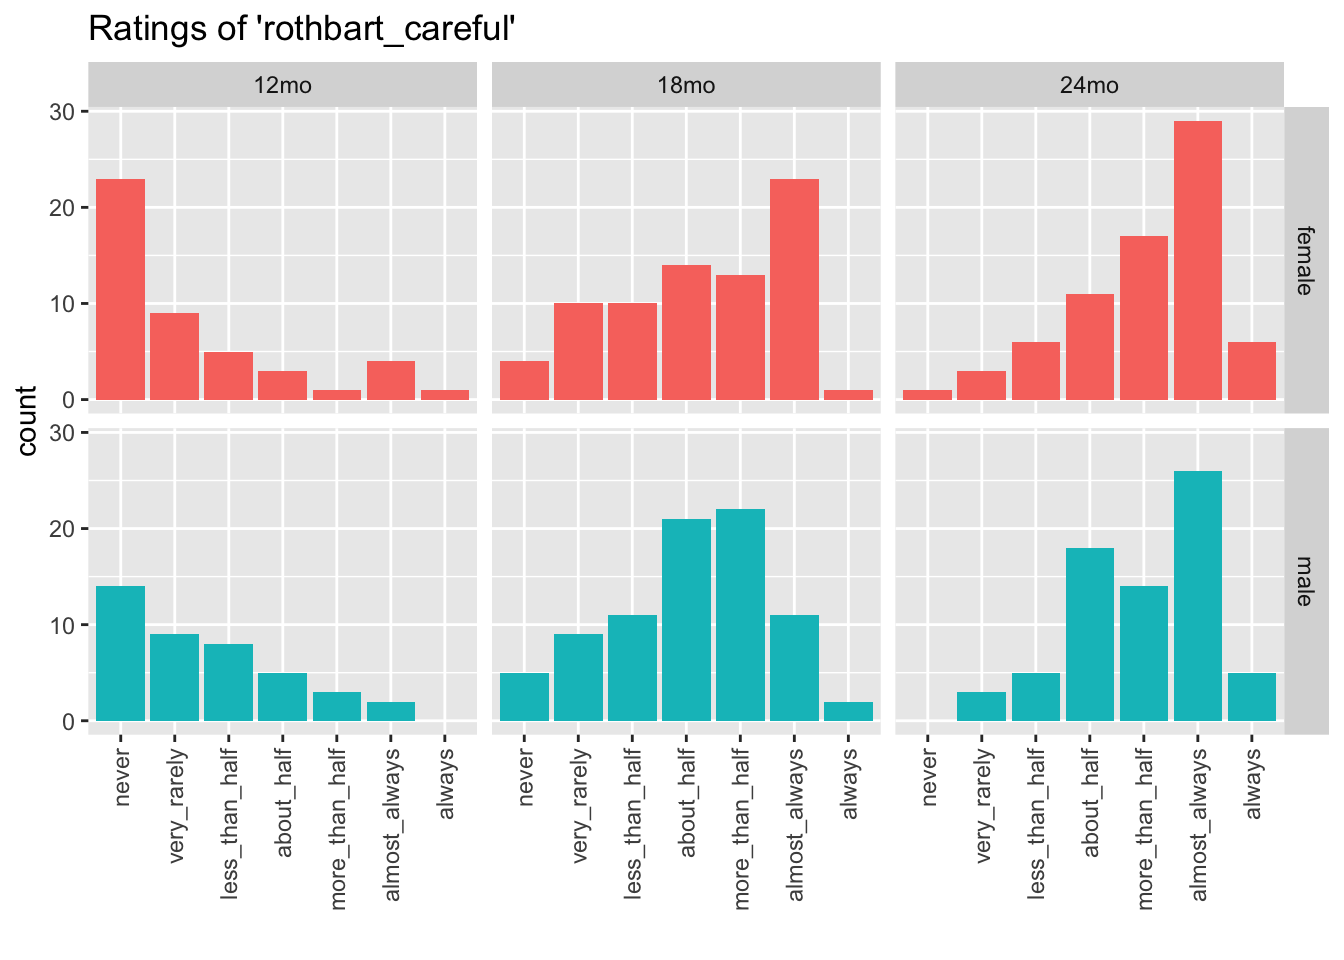 Ratings of 'rothbart_careful'
12mo 18mo 24mo
30
20
10
0
female
count
30
20
10
0
male
never very_rarely less_than_half about_half more_than_half almost_always always never very_rarely less_than_half about_half more_than_half almost_always always never very_rarely less_than_half about_half more_than_half almost_always always